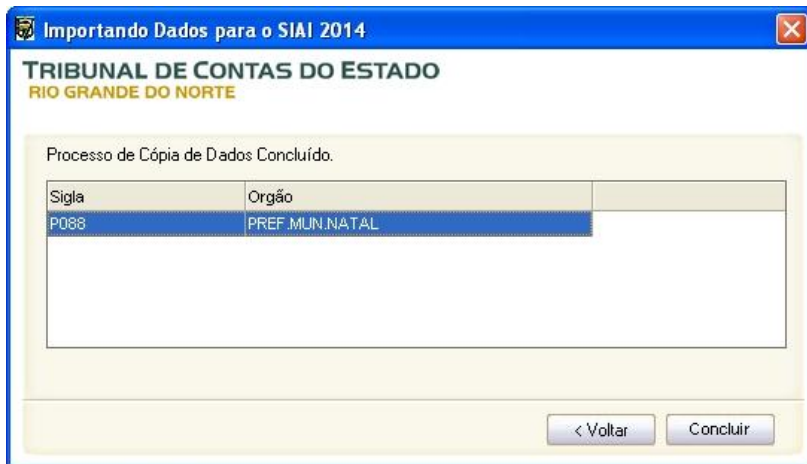 Importando Dados para o SIAI 2014
TRIBUNAL DE CONTAS DO ESTADO
RIO GRANDE DO NORTE
Processo de Cópia de Dados Concluído.
Sigla Orgão
P088 PREF.MUN.NATAL
< Voltar Concluir